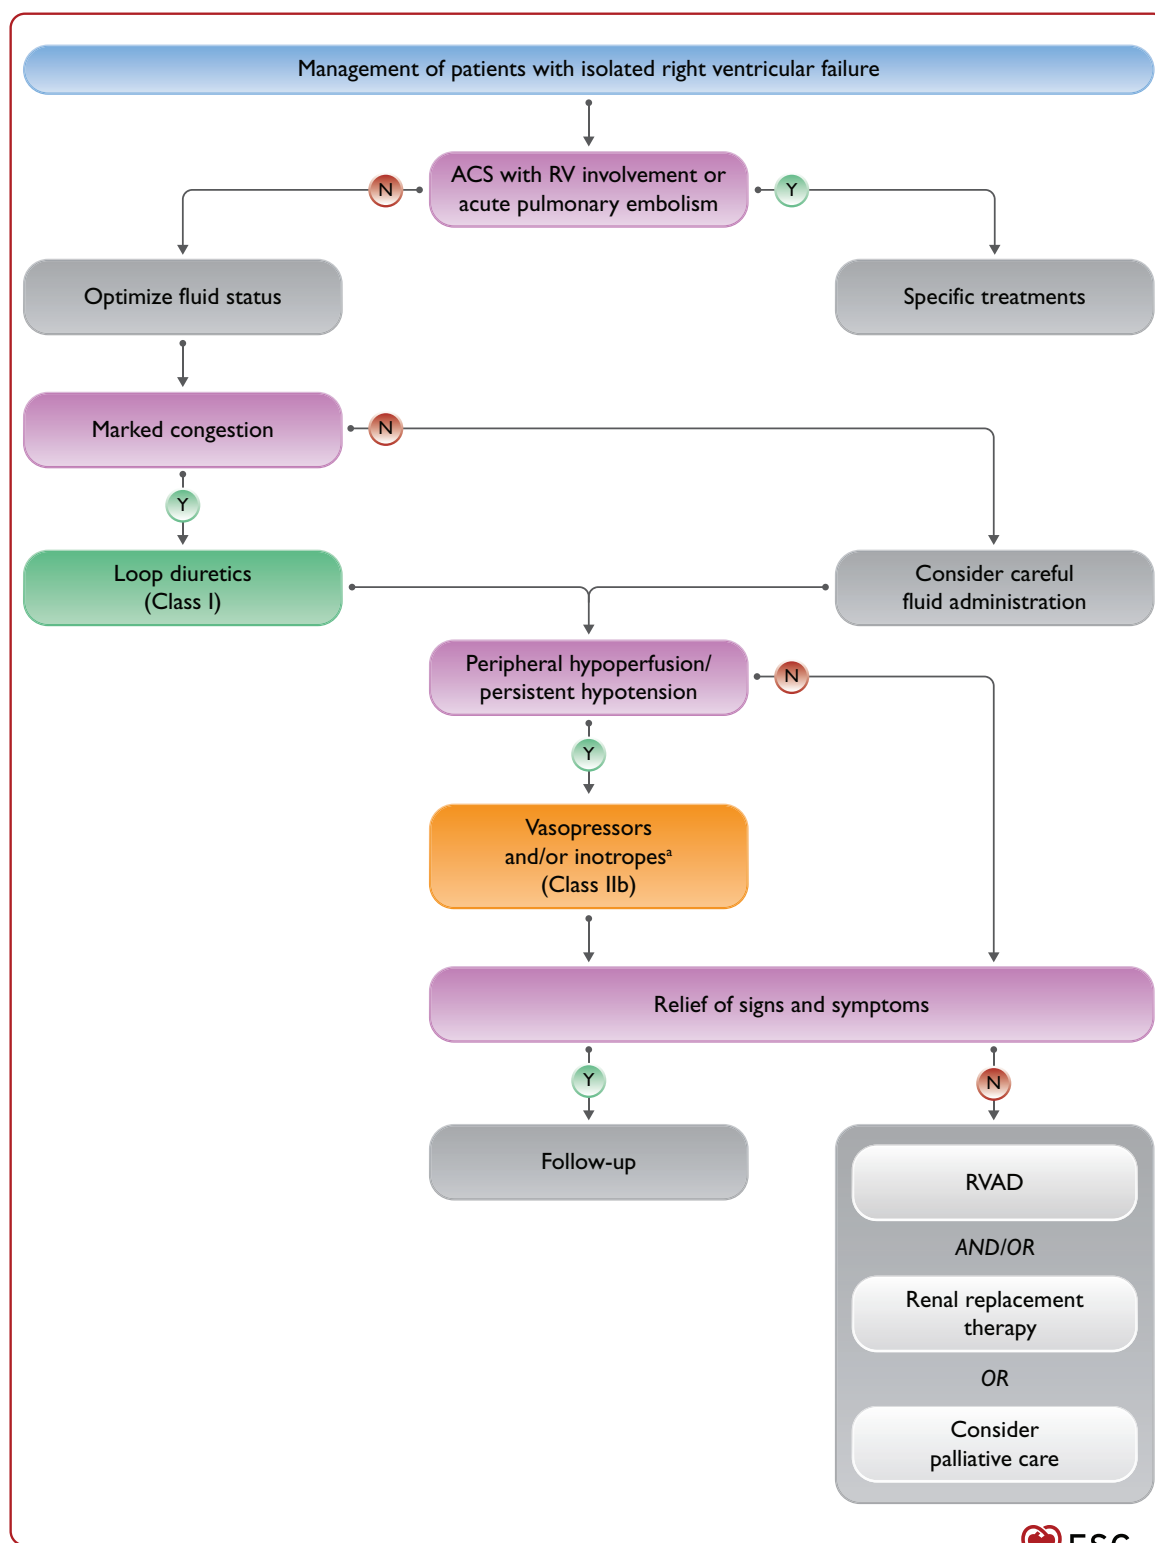 Management of patients with isolated right ventricular failure
ACS with RV involvement or
acute pulmonary embolism
N
Y
Optimize fluid status
Specific treatments
Marked congestion
N
Y
Loop diuretics
(Class I)
Consider careful
fluid administration
Peripheral hypoperfusion/
persistent hypotension
N
Y
Vasopressors
and/or inotropesᵃ
(Class IIb)
Relief of signs and symptoms
Y
N
Follow-up
RVAD
AND/OR
Renal replacement
therapy
OR
Consider
palliative care
ESC